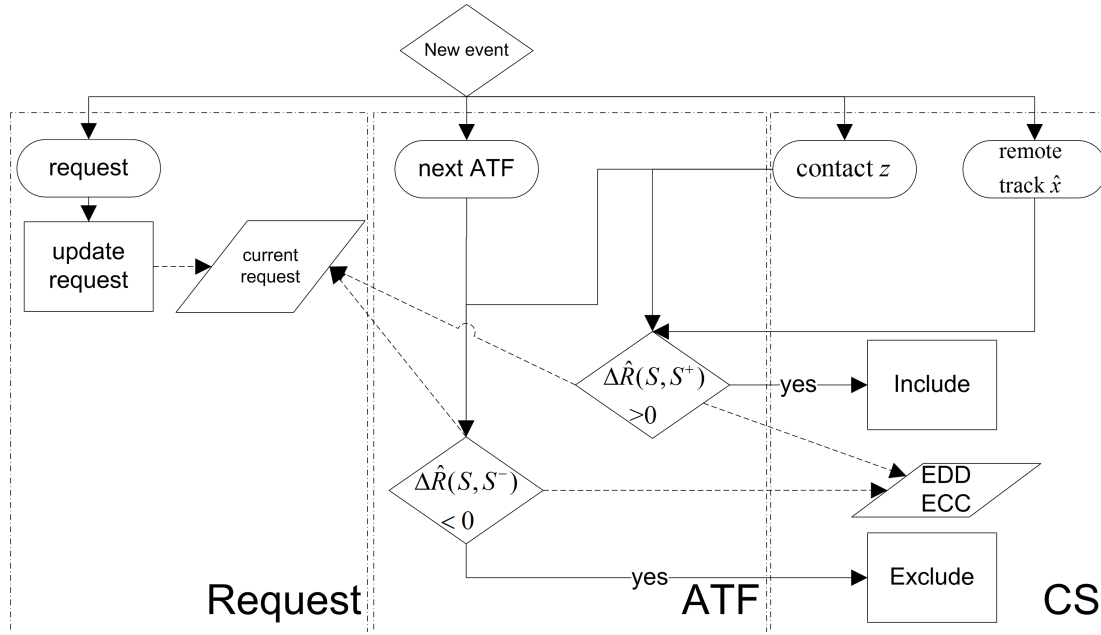 New event
request
next ATF
contact z
remote
track x̂
update
request
current
request
ΔR̂(S, S⁺)
>0
yes
Include
ΔR̂(S, S⁻)
< 0
EDD
ECC
yes
Exclude
Request
ATF
CS